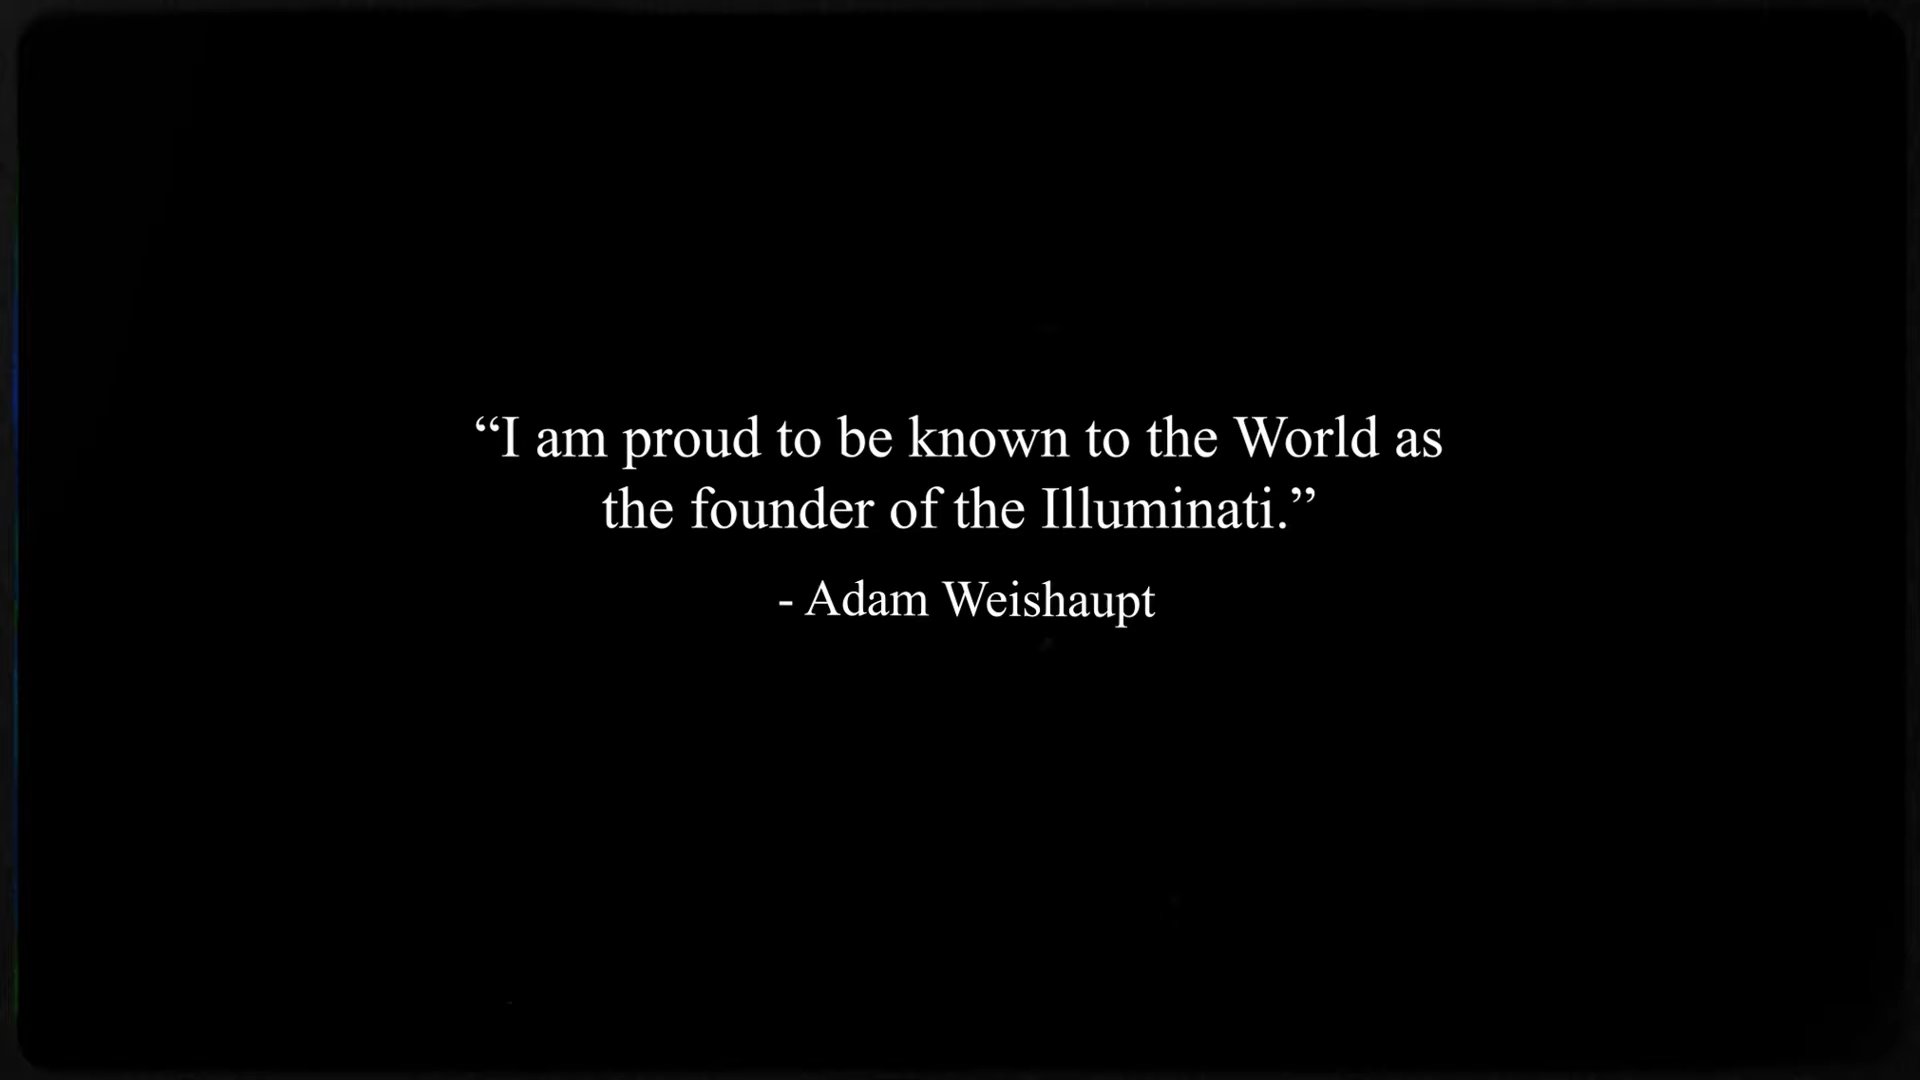 “I am proud to be known to the World as
the founder of the Illuminati.”
- Adam Weishaupt